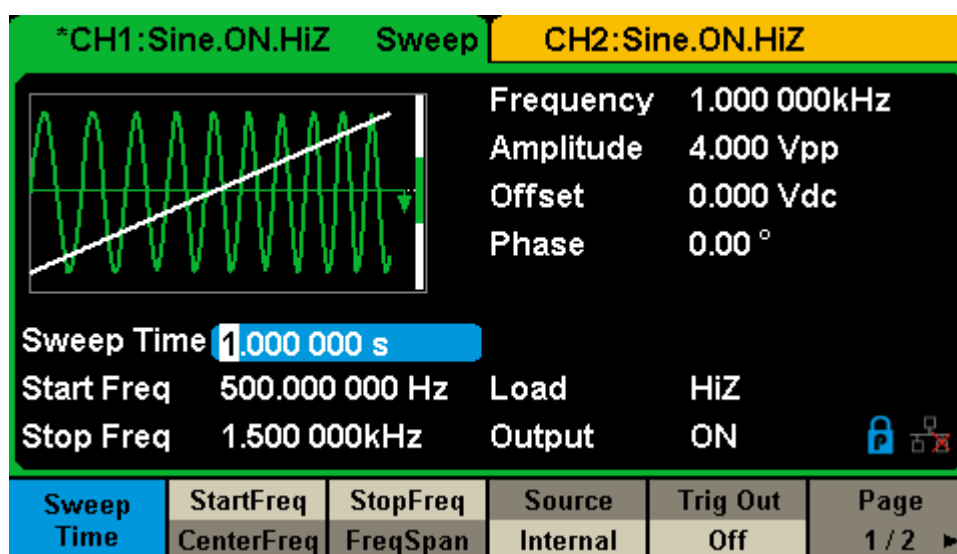 *CH1:Sine.ON.HiZ Sweep CH2:Sine.ON.HiZ
Frequency 1.000 000kHz
Amplitude 4.000 Vpp
Offset 0.000 Vdc
Phase 0.00 °
Sweep Time 1.000 000 s
Start Freq 500.000 000 Hz Load HiZ
Stop Freq 1.500 000kHz Output ON P
Sweep Time StartFreq StopFreq Source Trig Out Page
CenterFreq FreqSpan Internal Off 1/2 ►